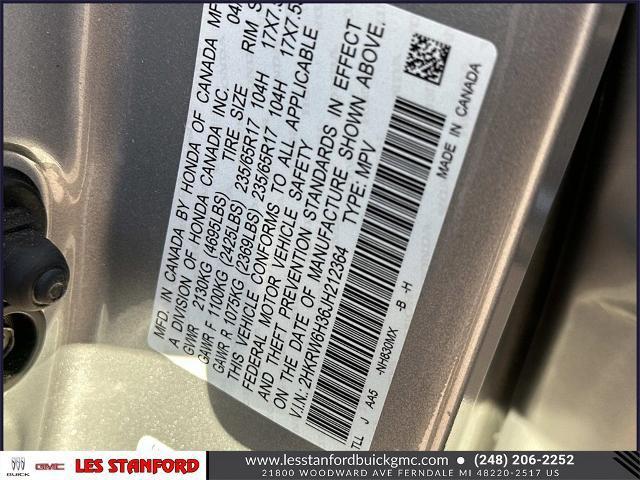 MFD. IN CANADA BY HONDA OF CANADA MF
A DIVISION OF HONDA CANADA INC. 04
TIRE SIZE RIM S
GVWR 2130KG (4695LBS)
GAWR F 1100KG (2425LBS) 235/65R17 104H 17X7.5
GAWR R 1075KG (2369LBS) 235/65R17 104H 17X7.5
THIS VEHICLE CONFORMS TO ALL APPLICABLE
FEDERAL MOTOR VEHICLE SAFETY
AND THEFT PREVENTION STANDARDS IN EFFECT
ON THE DATE OF MANUFACTURE SHOWN ABOVE.
V.I.N.: 2HKRW6H36JH212364 TYPE: MPV
TLL J AA5 -NH830MX -B -H
MADE IN CANADA
BUICK GMC LES STANFORD
www.lesstanfordbuickgmc.com • (248) 206-2252
21800 WOODWARD AVE FERNDALE MI 48220-2517 US